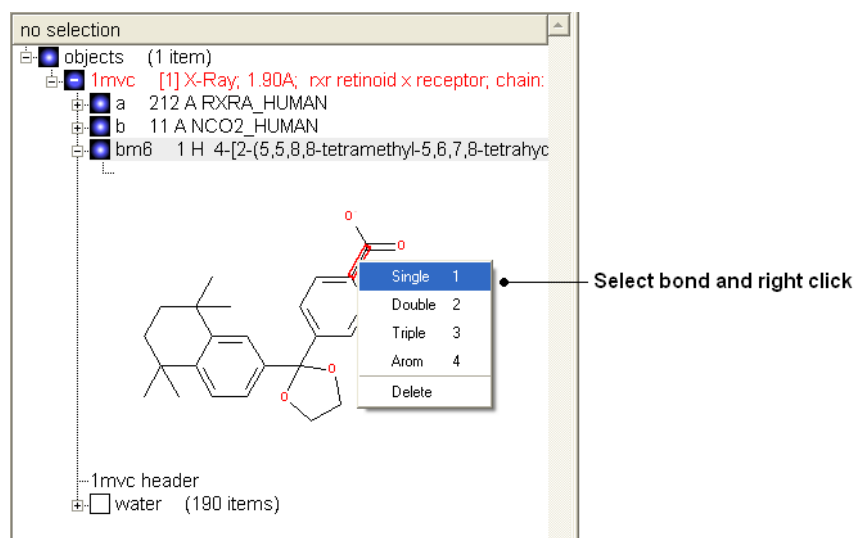 no selection
objects (1 item)
1mvc [1] X-Ray; 1.90A; rxr retinoid x receptor; chain:
a 212 A RXRA_HUMAN
b 11 A NCO2_HUMAN
bm6 1 H 4-[2-(5,5,8,8-tetramethyl-5,6,7,8-tetrahyc
O
O
Single 1
Double 2
Triple 3
Arom 4
Delete
Select bond and right click
O
O
1mvc header
water (190 items)